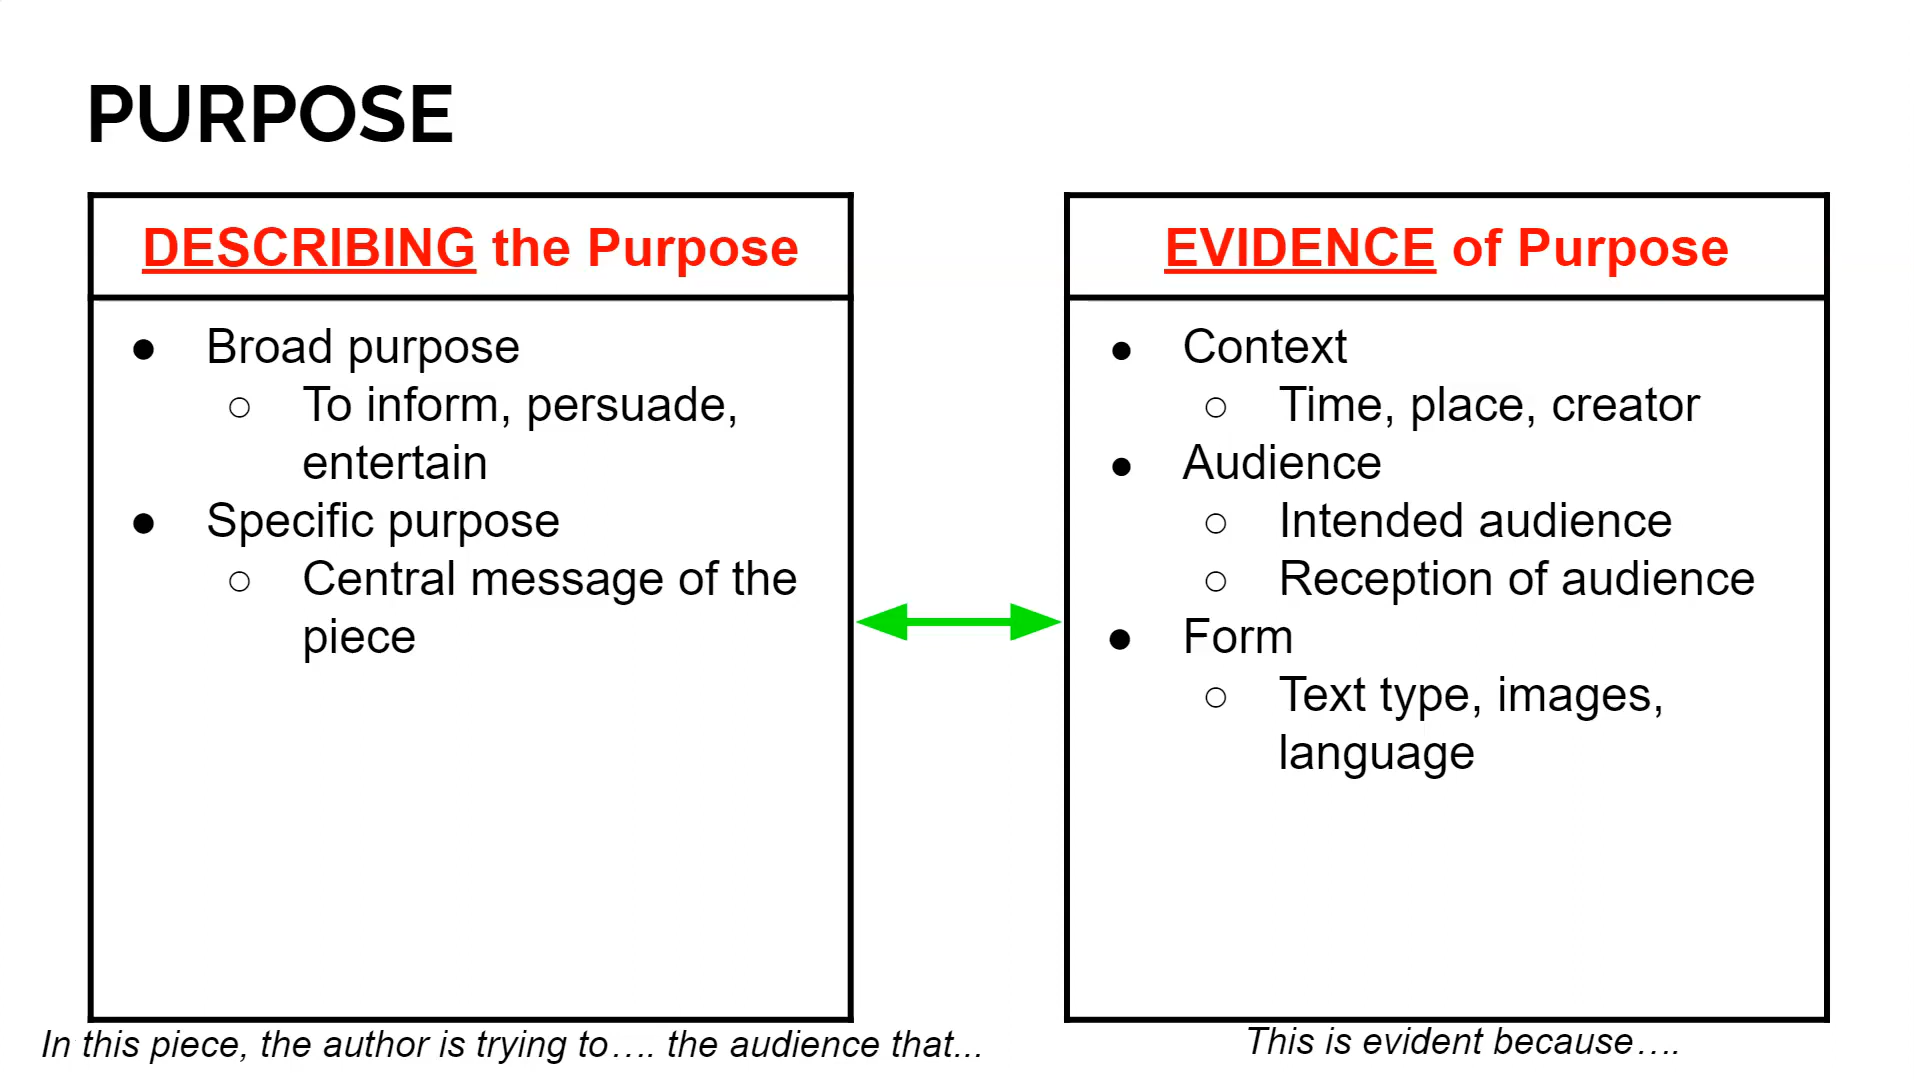 PURPOSE
DESCRIBING the Purpose
● Broad purpose
○ To inform, persuade,
entertain
● Specific purpose
○ Central message of the
piece
In this piece, the author is trying to…. the audience that...
EVIDENCE of Purpose
● Context
○ Time, place, creator
● Audience
○ Intended audience
○ Reception of audience
● Form
○ Text type, images,
language
This is evident because….